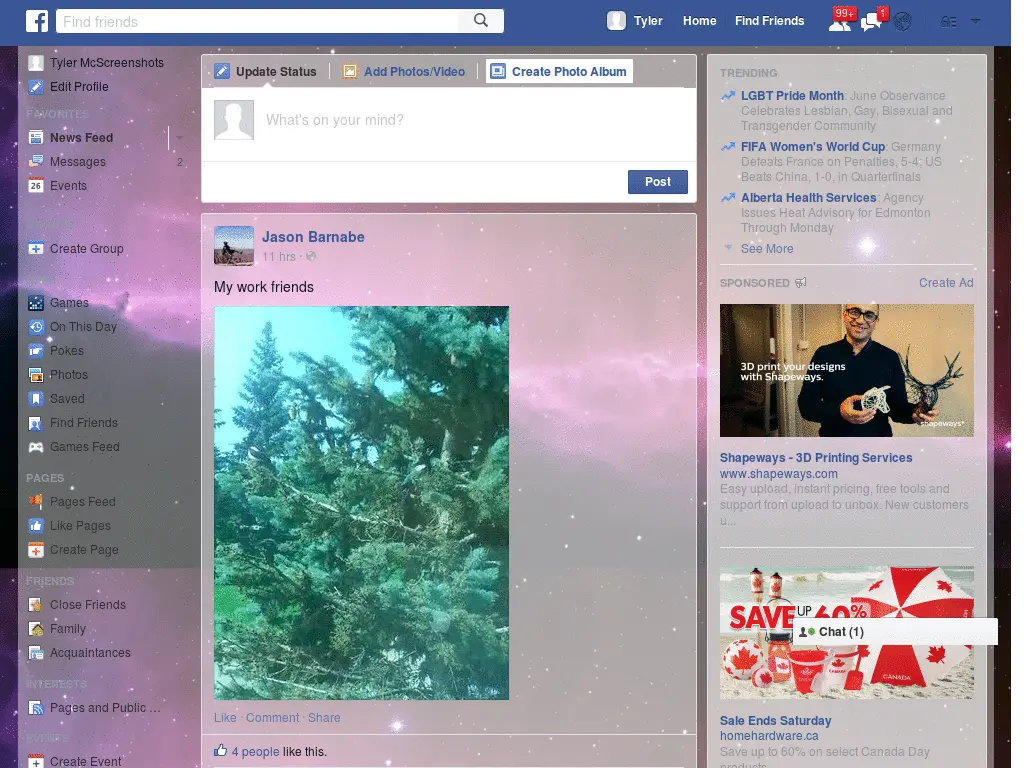 Find friends
Tyler
Home
Find Friends
99+
1
Tyler McScreenshots
Edit Profile
FAVORITES
News Feed
Messages
2
26
Events
Create Group
Games
On This Day
Pokes
Photos
Saved
Find Friends
Games Feed
PAGES
Pages Feed
Like Pages
Create Page
FRIENDS
Close Friends
Family
Acquaintances
INTERESTS
Pages and Public ...
EVENTS
Create Event
Update Status
Add Photos/Video
Create Photo Album
What's on your mind?
Post
Jason Barnabe
11 hrs ·
My work friends
Like · Comment · Share
4 people like this.
TRENDING
LGBT Pride Month: June Observance
Celebrates Lesbian, Gay, Bisexual and
Transgender Community
FIFA Women's World Cup: Germany
Defeats France on Penalties, 5-4; US
Beats China, 1-0, in Quarterfinals
Alberta Health Services: Agency
Issues Heat Advisory for Edmonton
Through Monday
See More
SPONSORED
Create Ad
3D print your designs
with Shapeways.
shapeways*
Shapeways - 3D Printing Services
www.shapeways.com
Easy upload, instant pricing, free tools and
support from upload to unbox. New customers
u...
SAVE UP 60%
CANADA
Chat (1)
Sale Ends Saturday
homehardware.ca
Save up to 60% on select Canada Day
products